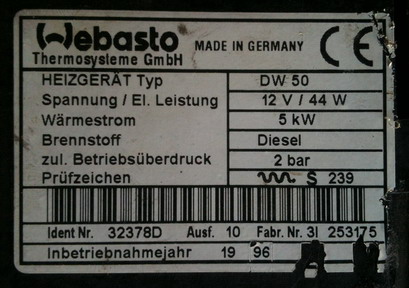 Webasto MADE IN GERMANY CE
Thermosysteme GmbH
HEIZGERÄT Typ DW 50
Spannung / El. Leistung 12 V / 44 W
Wärmestrom 5 kW
Brennstoff Diesel
zul. Betriebsüberdruck 2 bar
Prüfzeichen S 239
Ident Nr. 32378D Ausf. 10 Fabr. Nr. 3I 253175
Inbetriebnahmejahr 19 96